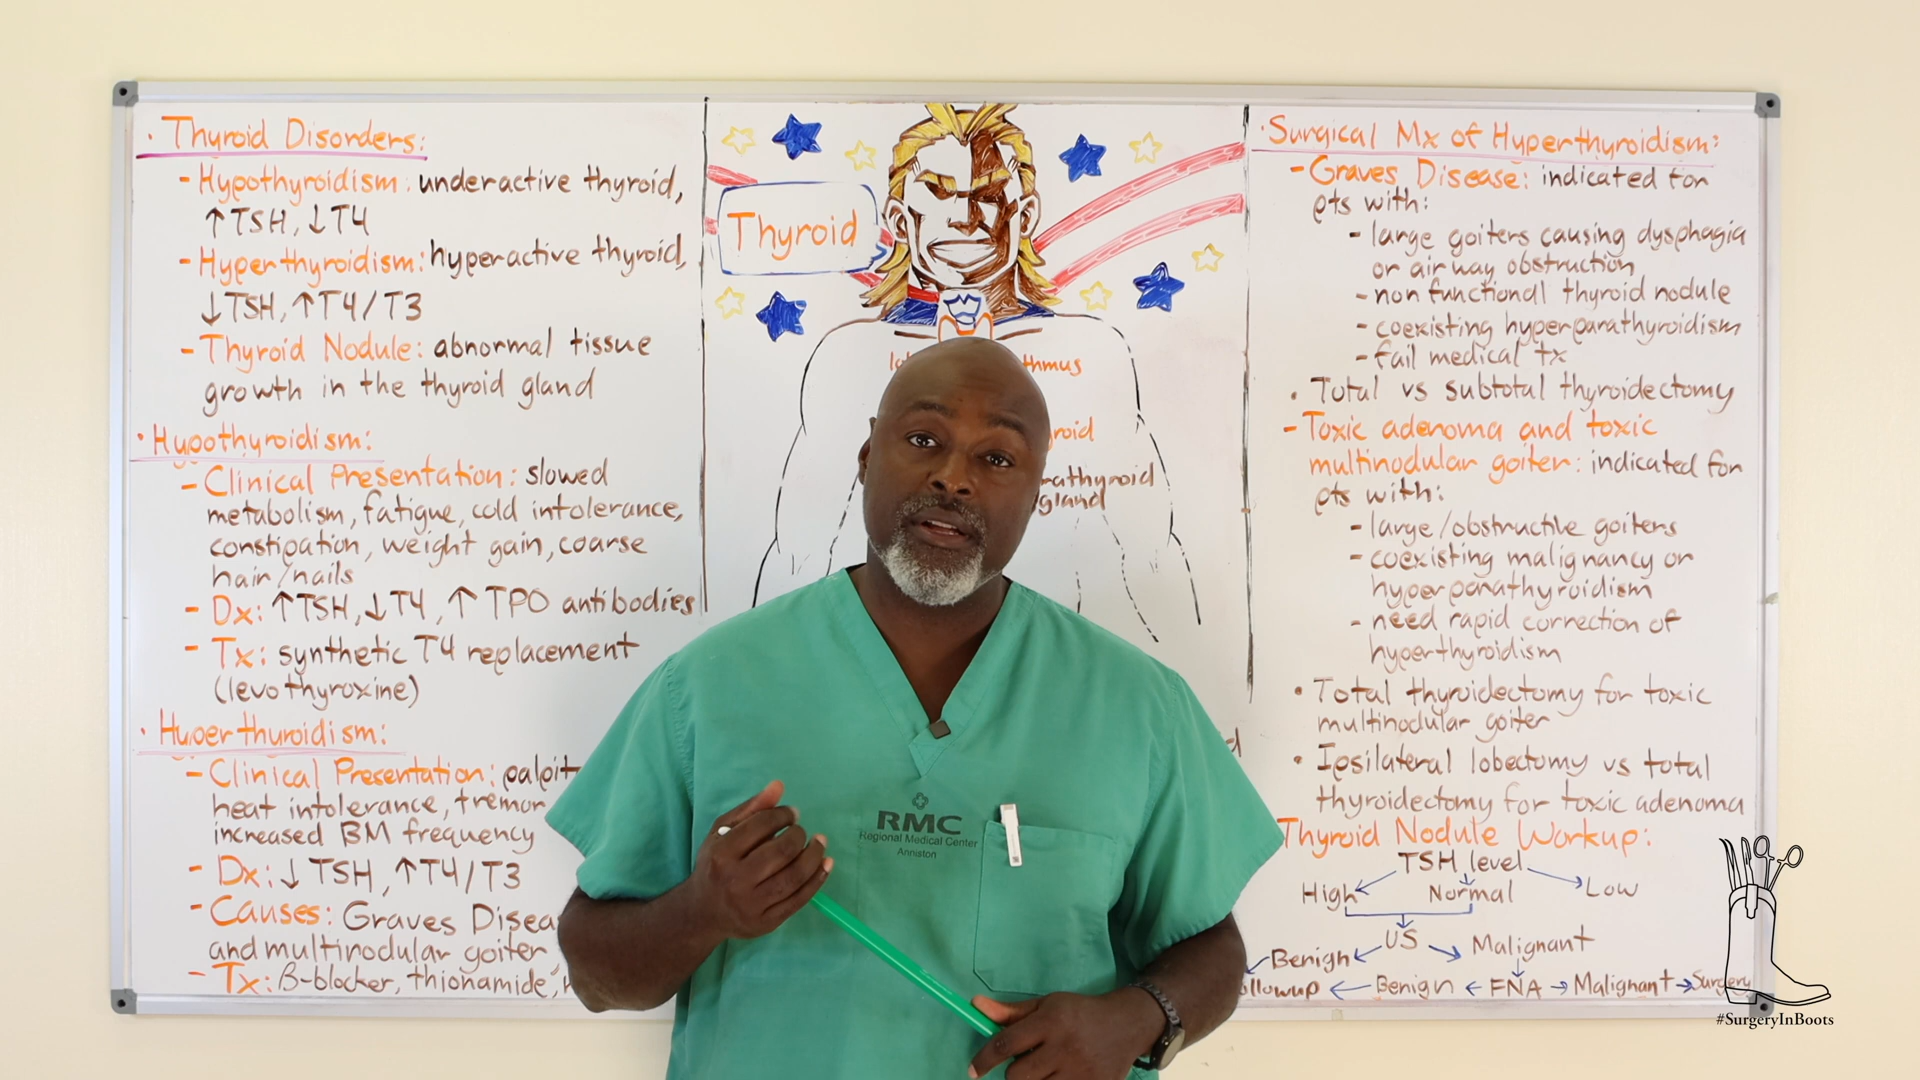 · Thyroid Disorders:
- Hypothyroidism: underactive thyroid,
↑TSH, ↓T4
- Hyperthyroidism: hyperactive thyroid,
↓TSH, ↑T4/T3
- Thyroid Nodule: abnormal tissue
growth in the thyroid gland
· Hypothyroidism:
- Clinical Presentation: slowed
metabolism, fatigue, cold intolerance,
constipation, weight gain, coarse
hair/nails
- Dx: ↑TSH, ↓T4, ↑ TPO antibodies
- Tx: synthetic T4 replacement
(levothyroxine)
· Hyperthyroidism:
- Clinical Presentation: palpit
heat intolerance, tremor
increased BM frequency
- Dx: ↓ TSH, ↑T4/T3
- Causes: Graves Disea
and multinodular goiter
- Tx: β-blocker, thionamide,
Thyroid
thmus
roid
rathyroid
gland
RMC
Regional Medical Center
Anniston
· Surgical Mx of Hyperthyroidism:
- Graves Disease: indicated for
pts with:
- large goiters causing dysphagia
or airway obstruction
- non functional thyroid nodule
- coexisting hyperparathyroidism
- fail medical tx
· Total vs subtotal thyroidectomy
- Toxic adenoma and toxic
multinodular goiter: indicated for
pts with:
- large/obstructive goiters
- coexisting malignancy or
hyperparathyroidism
- need rapid correction of
hyperthyroidism
• Total thyroidectomy for toxic
multinodular goiter
• Ipsilateral lobectomy vs total
thyroidectomy for toxic adenoma
Thyroid Nodule Workup:
TSH level
High Normal Low
US
Benign Malignant
ollowup ← Benign ← FNA → Malignant → Surgery
#SurgeryInBoots